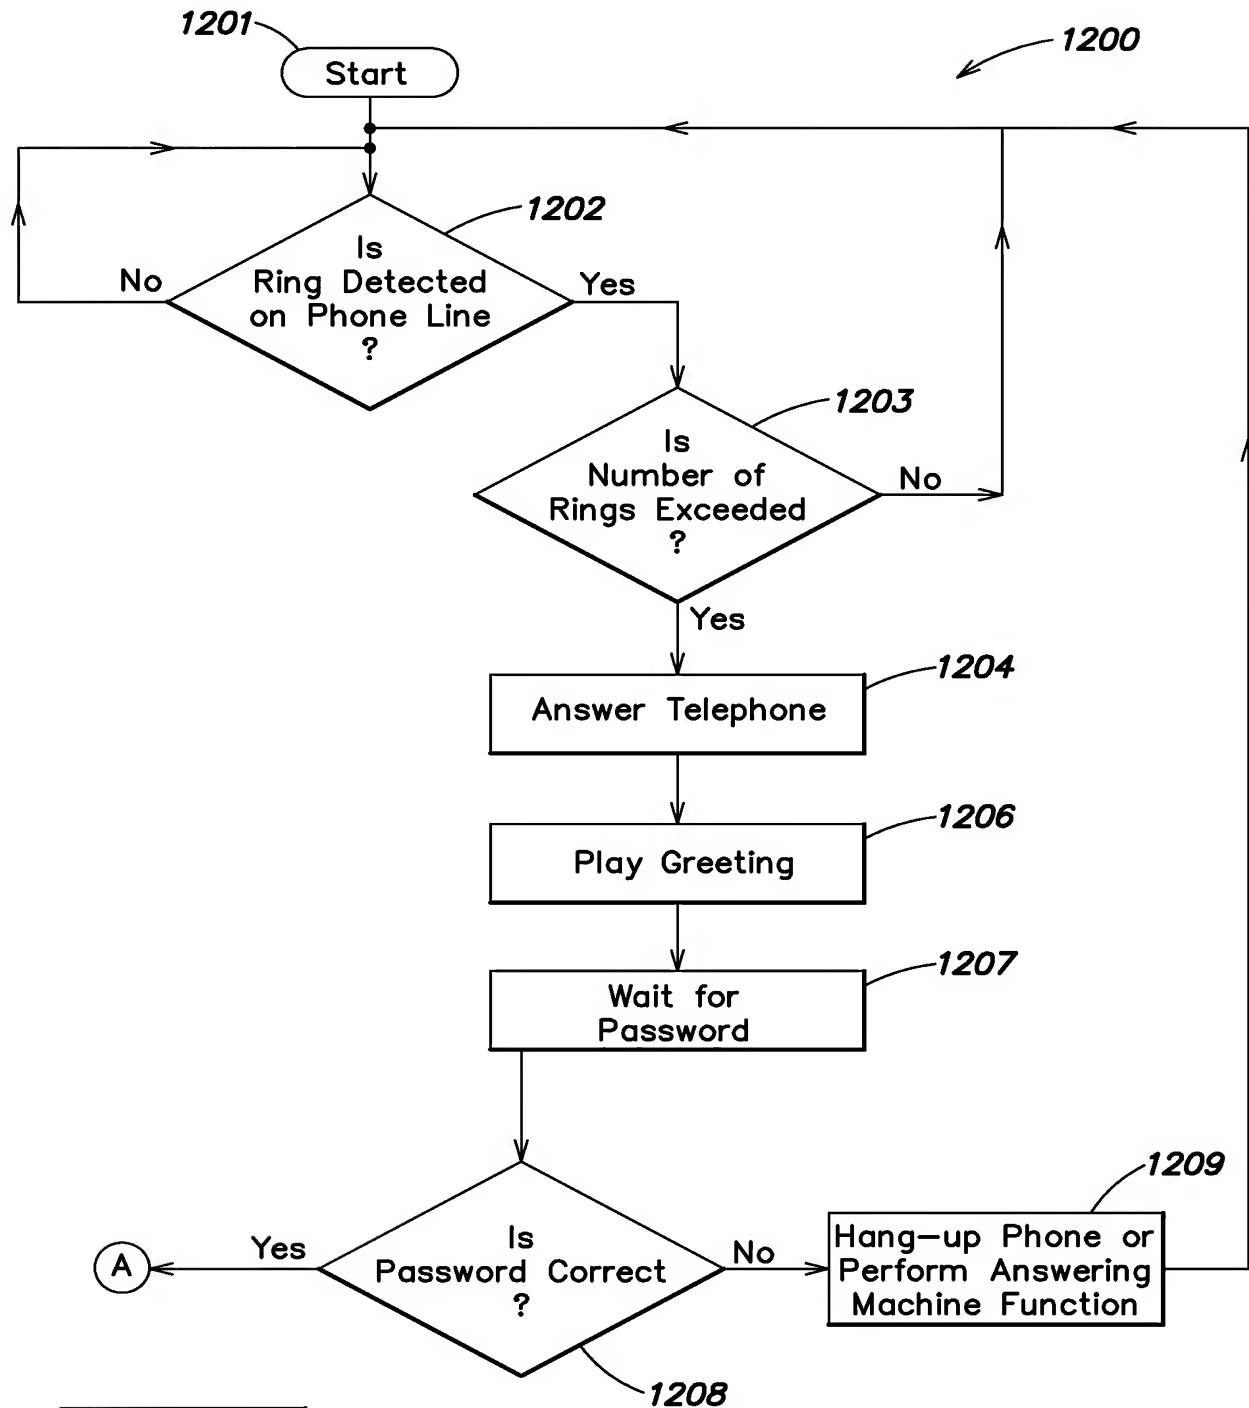 1201
Start
1200
1202
Is
Ring Detected
on Phone Line
?
No
Yes
1203
Is
Number of
Rings Exceeded
?
No
Yes
1204
Answer Telephone
1206
Play Greeting
1207
Wait for
Password
1208
Is
Password Correct
?
Yes
A
No
1209
Hang-up Phone or
Perform Answering
Machine Function